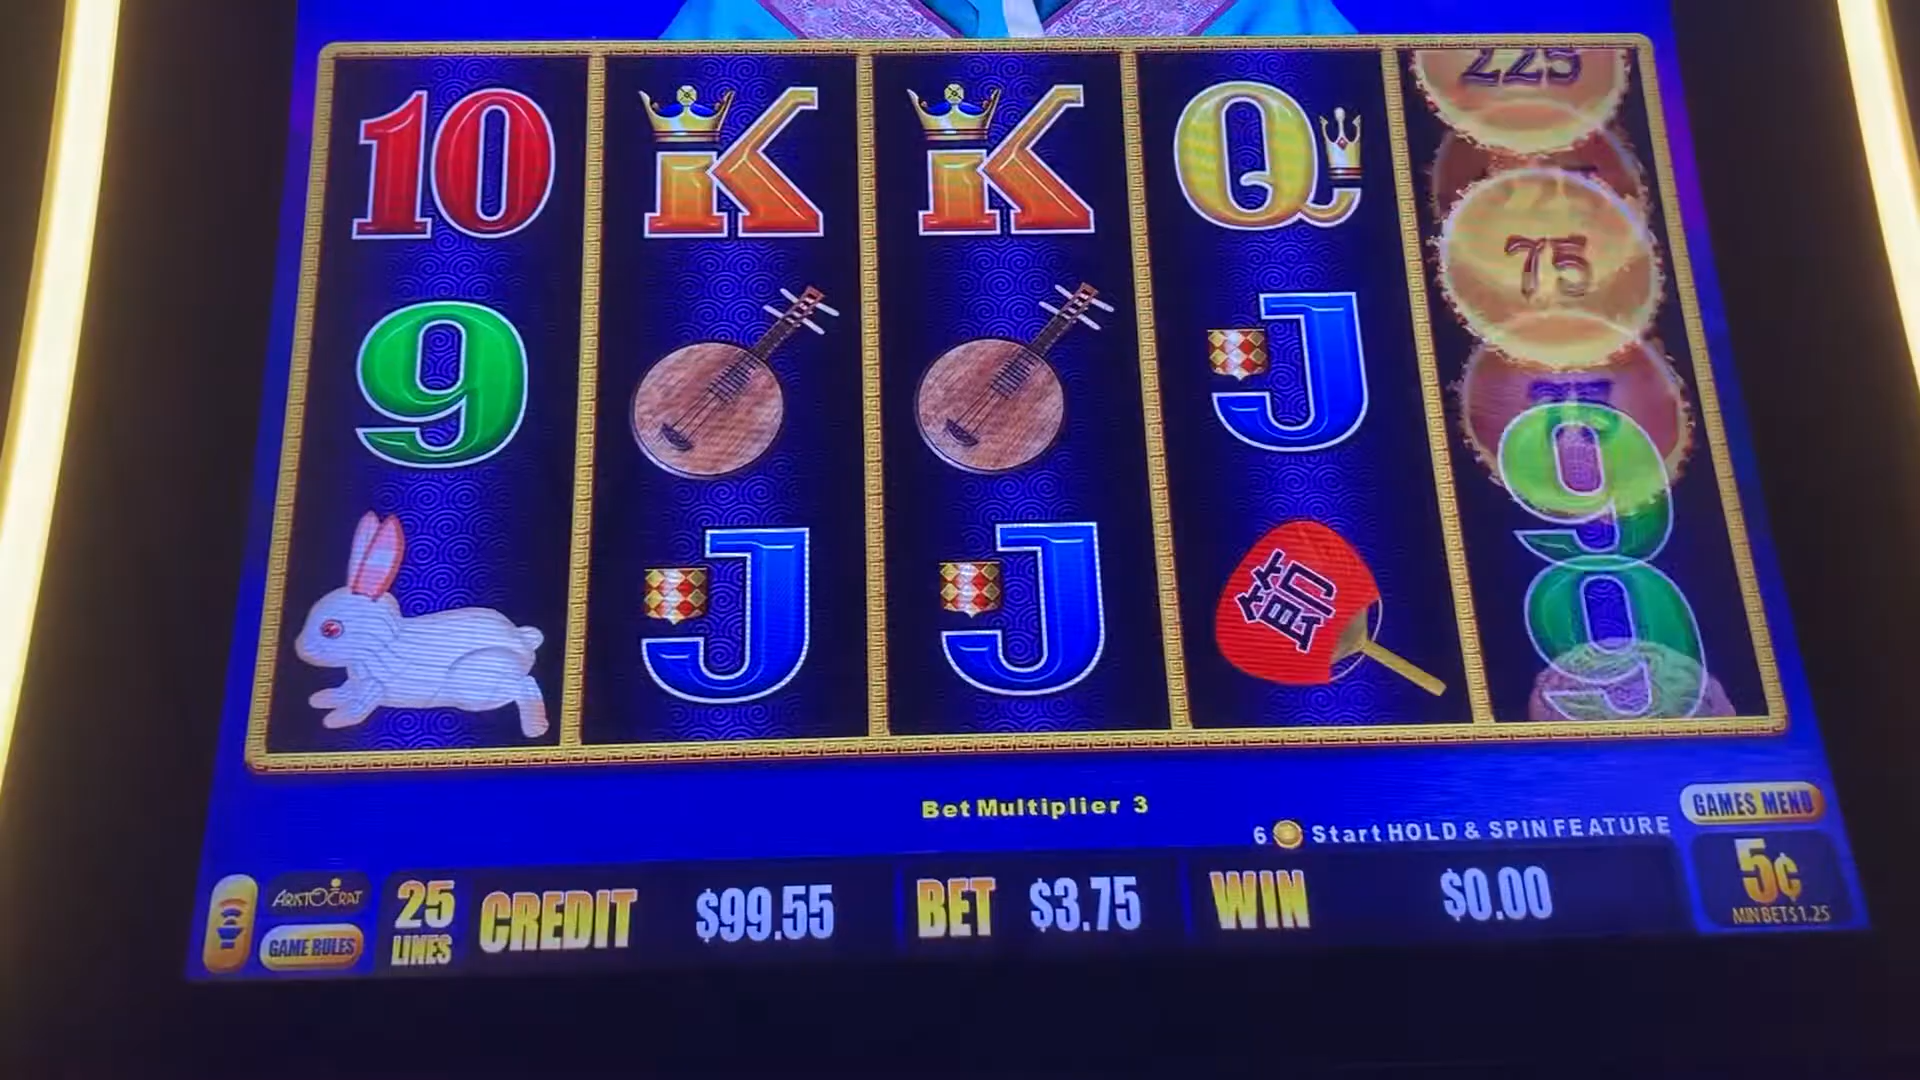 10 K K Q 225
75
9 J 9
J J 9
Bet Multiplier 3
6 Start HOLD & SPIN FEATURE
GAMES MENU
ARISTOCRAT
GAME RULES
25 LINES
CREDIT $99.55
BET $3.75
WIN $0.00
5¢
MIN BET $1.25